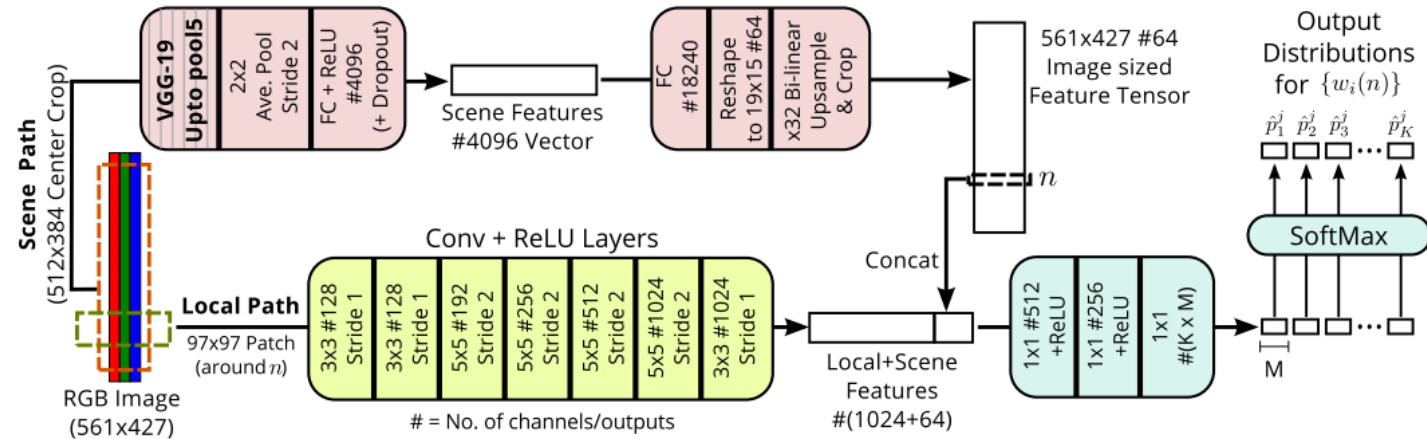 Scene Path
(512x384 Center Crop)
VGG-19
Upto pool5
2x2
Ave. Pool
Stride 2
FC + ReLU
#4096
(+ Dropout)
Scene Features
#4096 Vector
FC
#18240
Reshape
to 19x15 #64
x32 Bi-linear
Upsample
& Crop
561x427 #64
Image sized
Feature Tensor
n
Concat
Output
Distributions
for {w_i(n)}
p̂_1^j p̂_2^j p̂_3^j ... p̂_K^j
SoftMax
...
M
RGB Image
(561x427)
Local Path
97x97 Patch
(around n)
Conv + ReLU Layers
3x3 #128
Stride 1
3x3 #128
Stride 1
5x5 #192
Stride 2
5x5 #256
Stride 2
5x5 #512
Stride 2
5x5 #1024
Stride 2
3x3 #1024
Stride 1
# = No. of channels/outputs
Local+Scene
Features
#(1024+64)
1x1 #512
+ReLU
1x1 #256
+ReLU
1x1
#(K x M)